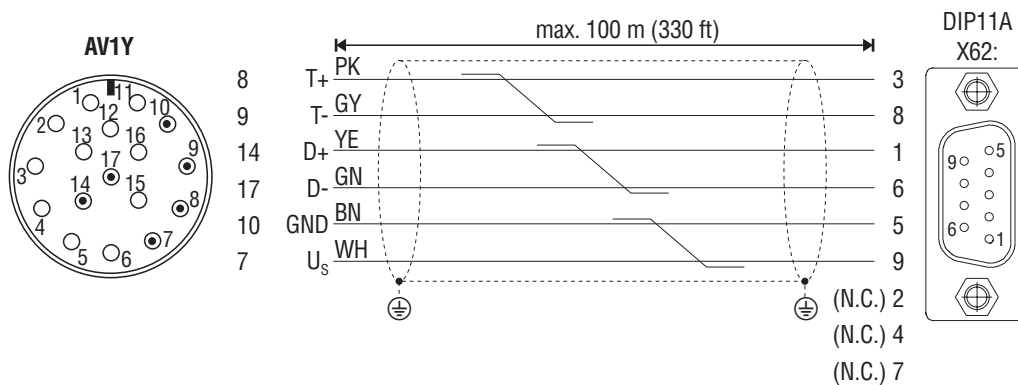 max. 100 m (330 ft)
DIP11A
X62:
AV1Y
1
2
3
4
5
6
7
8
9
10
11
12
13
14
15
16
17
8 T+ PK 3
9 T- GY 8
14 D+ YE 1
17 D- GN 6
10 GND BN 5
7 Us WH 9
(N.C.) 2
(N.C.) 4
(N.C.) 7
5
9
6
1